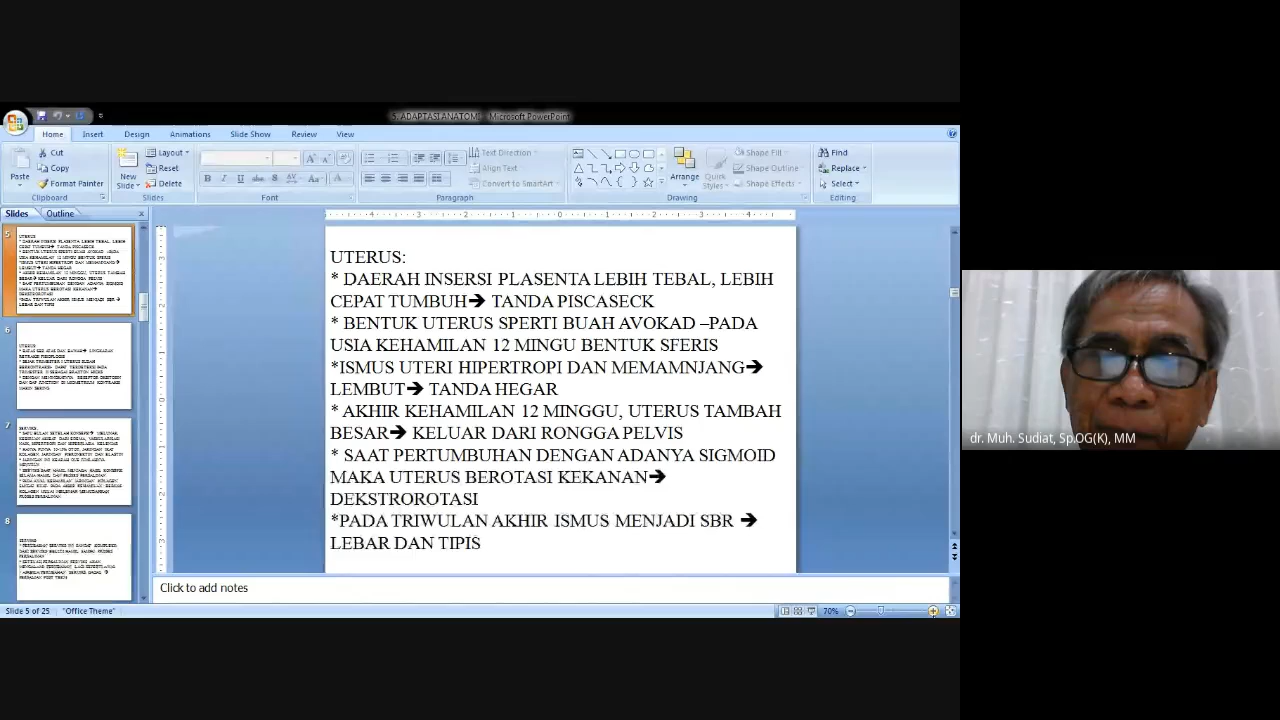 5. ADAPTASI ANATOMI - Microsoft PowerPoint
Home Insert Design Animations Slide Show Review View
Paste
Cut
Copy
Format Painter
Clipboard
New Slide
Layout
Reset
Delete
Slides
Font
Text Direction
Align Text
Convert to SmartArt
Paragraph
Arrange
Quick Styles
Shape Fill
Shape Outline
Shape Effects
Drawing
Find
Replace
Select
Editing
Slides Outline
5
6
7
8
UTERUS:
* DAERAH INSERSI PLASENTA LEBIH TEBAL, LEBIH
CEPAT TUMBUH➔ TANDA PISCASECK
* BENTUK UTERUS SPERTI BUAH AVOKAD –PADA
USIA KEHAMILAN 12 MINGU BENTUK SFERIS
*ISMUS UTERI HIPERTROPI DAN MEMAMNJANG➔
LEMBUT➔ TANDA HEGAR
* AKHIR KEHAMILAN 12 MINGGU, UTERUS TAMBAH
BESAR➔ KELUAR DARI RONGGA PELVIS
* SAAT PERTUMBUHAN DENGAN ADANYA SIGMOID
MAKA UTERUS BEROTASI KEKANAN➔
DEKSTROROTASI
*PADA TRIWULAN AKHIR ISMUS MENJADI SBR ➔
LEBAR DAN TIPIS
Click to add notes
Slide 5 of 25 "Office Theme" 70%
dr. Muh. Sudiat, Sp.OG(K), MM